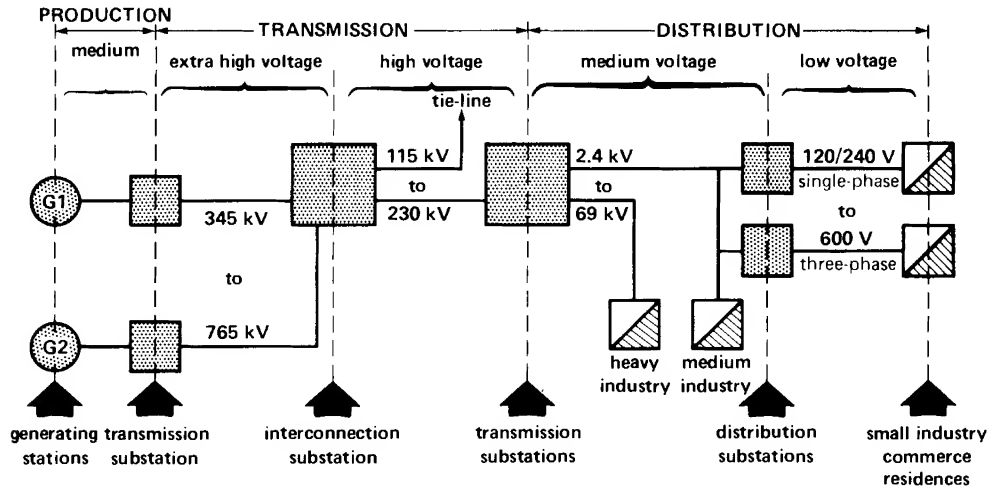 PRODUCTION
TRANSMISSION
DISTRIBUTION
medium
extra high voltage
high voltage
medium voltage
low voltage
tie-line
115 kV
to
230 kV
2.4 kV
to
69 kV
120/240 V
single-phase
to
600 V
three-phase
G1
345 kV
to
765 kV
G2
heavy
industry
medium
industry
generating
stations
transmission
substation
interconnection
substation
transmission
substations
distribution
substations
small industry
commerce
residences